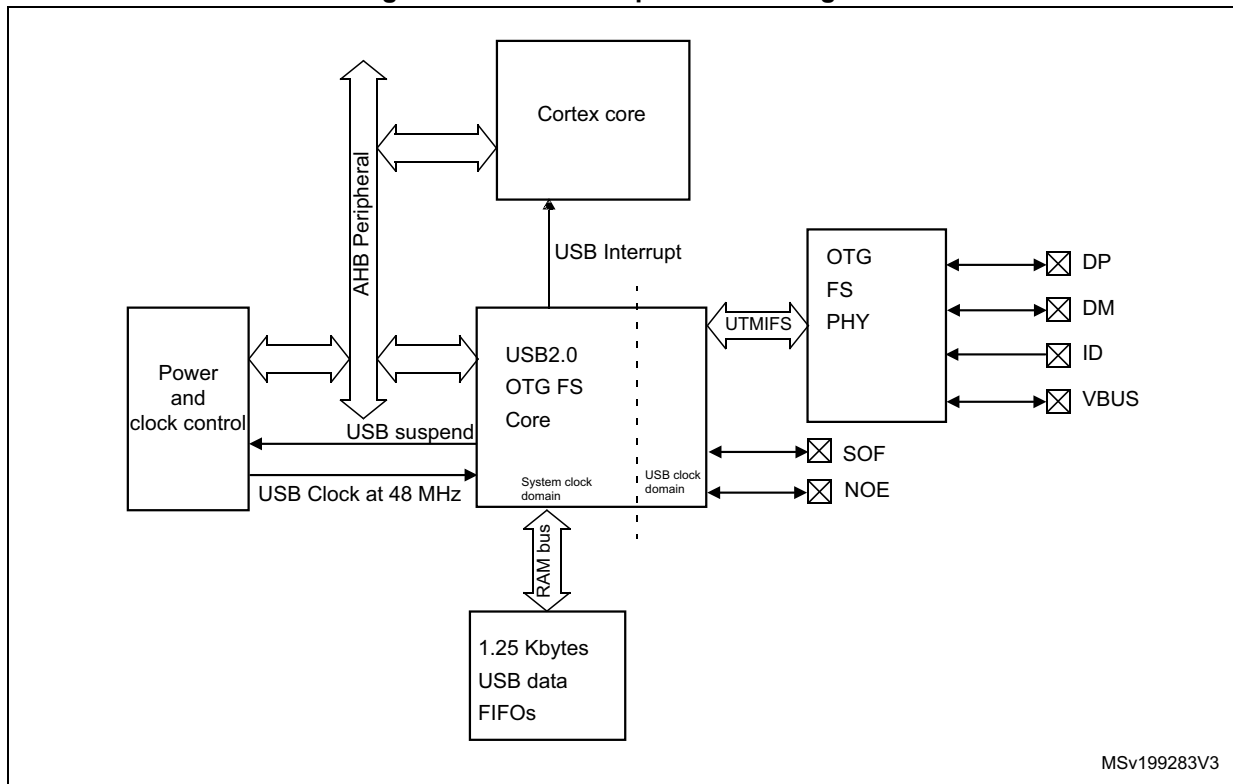 Cortex core
AHB Peripheral
USB Interrupt
OTG
FS
PHY
DP
DM
ID
VBUS
UTMIFS
USB2.0
OTG FS
Core
Power
and
clock control
USB suspend
USB Clock at 48 MHz
System clock
domain
USB clock
domain
SOF
NOE
RAM bus
1.25 Kbytes
USB data
FIFOs
MSv199283V3